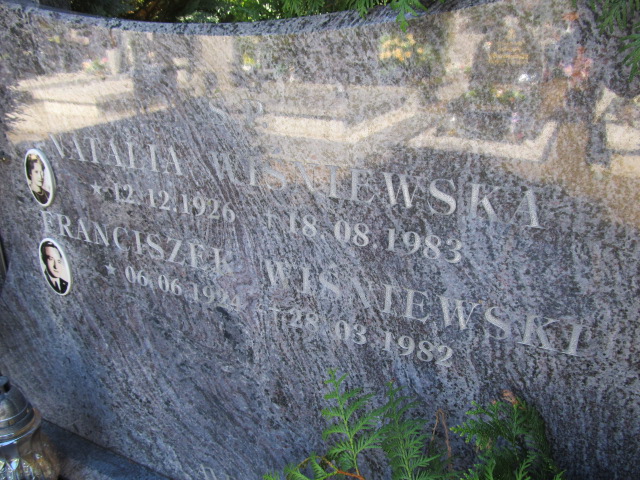 NATALIA WIŚNIEWSKA
* 12.12.1926 + 18.08.1983
FRANCISZEK WIŚNIEWSKI
* 06.06.1924 + 28.03.1982